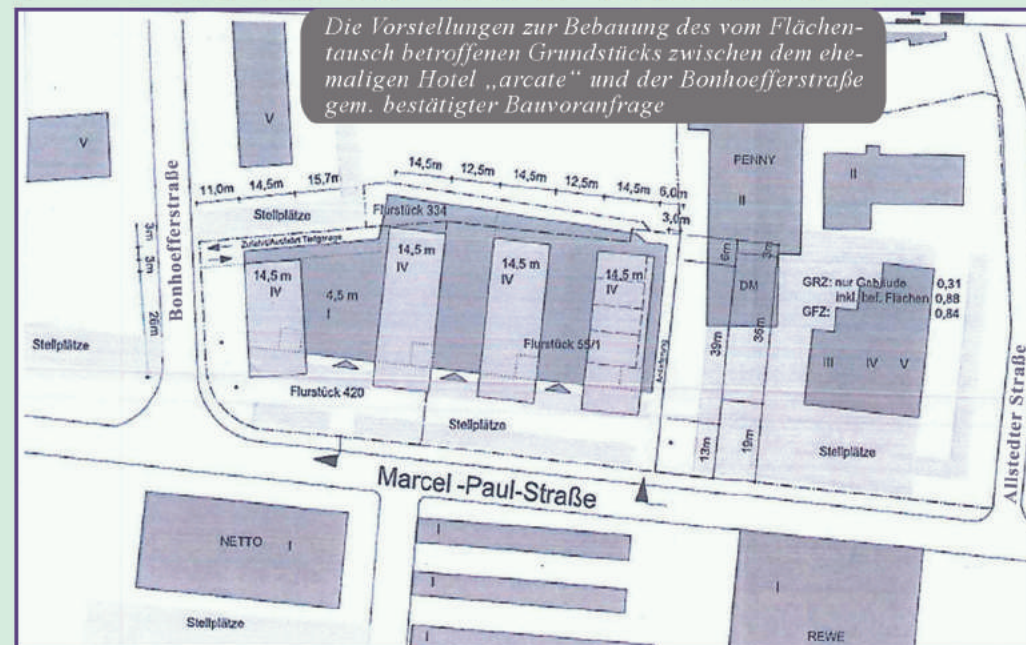 Die Vorstellungen zur Bebauung des vom Flächen-
tausch betroffenen Grundstücks zwischen dem ehe-
maligen Hotel „arcate“ und der Bonhoefferstraße
gem. bestätigter Bauvoranfrage
V
V
Bonhoefferstraße
11,0m 14,5m 15,7m
14,5m 12,5m 14,5m 12,5m 14,5m 6,0m
3,0m
Stellplätze
Flurstück 334
Zufahrt/Ausfahrt Tiefgarage
3m
3m
26m
14,5 m
IV
14,5 m
IV
14,5 m
IV
14,5 m
IV
4,5 m
I
Flurstück 55/1
Flurstück 420
Stellplätze
Stellplätze
Anlieferung
PENNY
II
II
6m
3m
DM
39m
36m
13m
19m
GRZ: nur Gebäude 0,31
inkl. bef. Flächen 0,88
GFZ: 0,84
III IV V
Stellplätze
Allstedter Straße
Marcel -Paul-Straße
NETTO I
Stellplätze
I
I
I
I
REWE